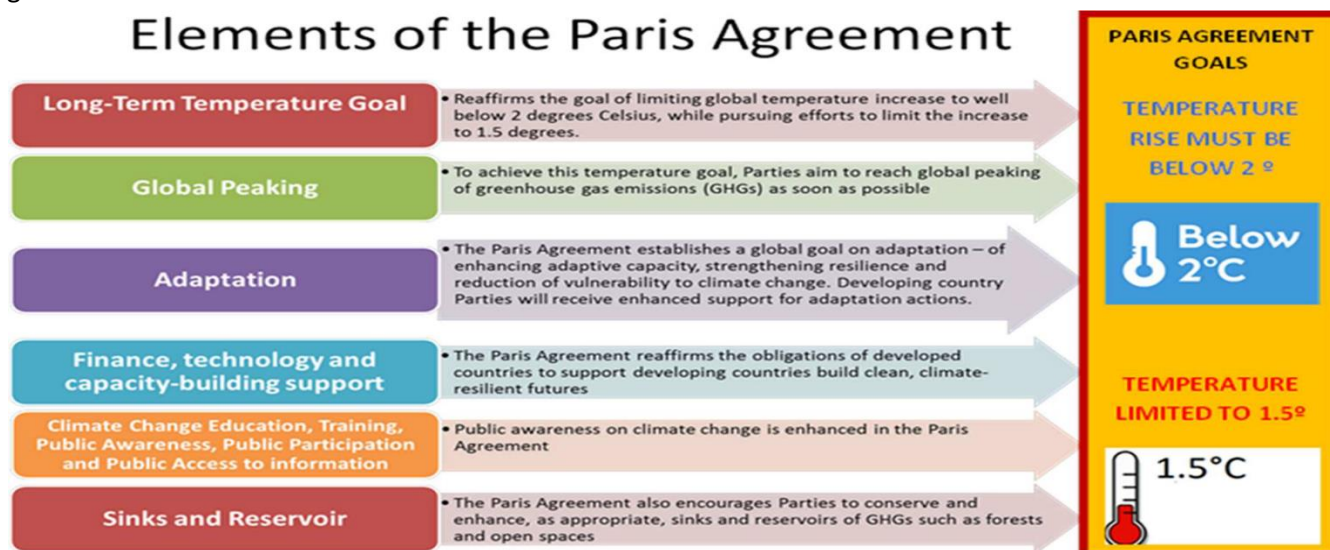 Elements of the Paris Agreement
Long-Term Temperature Goal
• Reaffirms the goal of limiting global temperature increase to well
below 2 degrees Celsius, while pursuing efforts to limit the increase
to 1.5 degrees.
Global Peaking
• To achieve this temperature goal, Parties aim to reach global peaking
of greenhouse gas emissions (GHGs) as soon as possible
Adaptation
• The Paris Agreement establishes a global goal on adaptation – of
enhancing adaptive capacity, strengthening resilience and
reduction of vulnerability to climate change. Developing country
Parties will receive enhanced support for adaptation actions.
Finance, technology and
capacity-building support
• The Paris Agreement reaffirms the obligations of developed
countries to support developing countries build clean, climate-
resilient futures
Climate Change Education, Training,
Public Awareness, Public Participation
and Public Access to information
• Public awareness on climate change is enhanced in the Paris
Agreement
Sinks and Reservoir
• The Paris Agreement also encourages Parties to conserve and
enhance, as appropriate, sinks and reservoirs of GHGs such as forests
and open spaces
PARIS AGREEMENT
GOALS
TEMPERATURE
RISE MUST BE
BELOW 2 º
Below
2°C
TEMPERATURE
LIMITED TO 1.5º
1.5°C